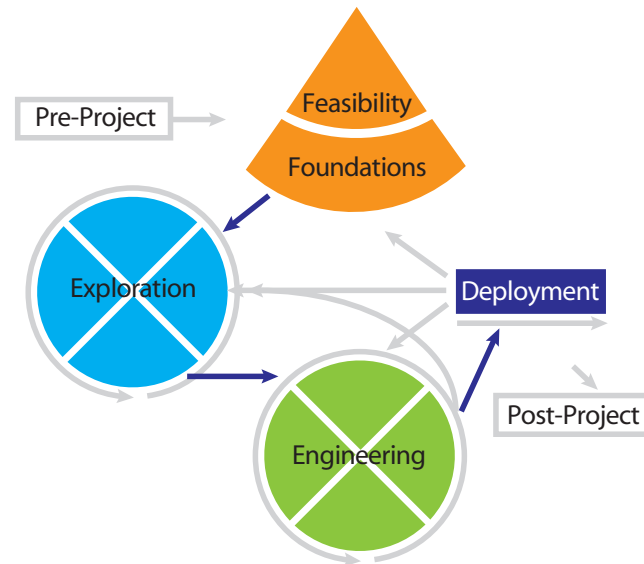 Feasibility
Pre-Project
Foundations
Exploration
Deployment
Post-Project
Engineering